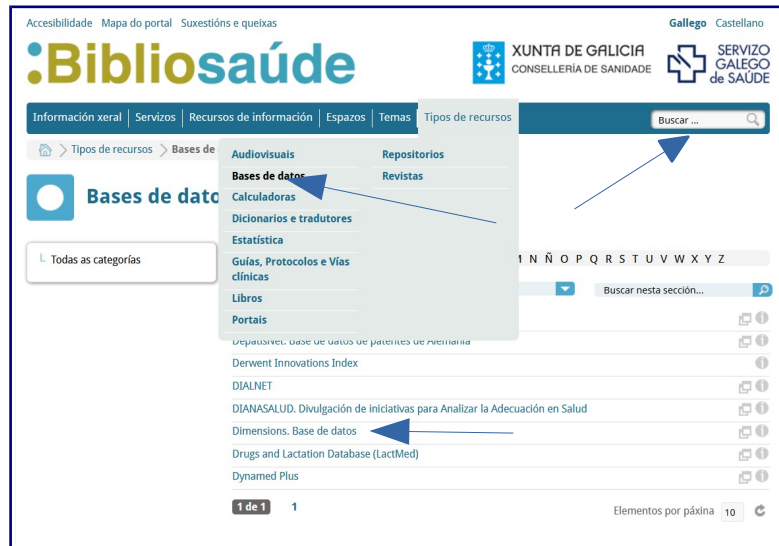 Accesibilidade Mapa do portal Suxestións e queixas
Gallego Castellano
:Bibliosaúde
XUNTA DE GALICIA
CONSELLERÍA DE SANIDADE
SERVIZO
GALEGO
de SAÚDE
Información xeral Servizos Recursos de información Espazos Temas Tipos de recursos
Buscar ...
Tipos de recursos Bases de
Audiovisuais
Repositorios
Bases de datos
Revistas
Calculadoras
Dicionarios e tradutores
Estatística
Guías, Protocolos e Vías
clínicas
Libros
Portais
Bases de dato
Todas as categorías
N Ñ O P Q R S T U V W X Y Z
Buscar nesta sección...
DepatisNet. Base de datos de patentes de Alemania
Derwent Innovations Index
DIALNET
DIANASALUD. Divulgación de iniciativas para Analizar la Adecuación en Salud
Dimensions. Base de datos
Drugs and Lactation Database (LactMed)
Dynamed Plus
1 de 1 1
Elementos por páxina 10